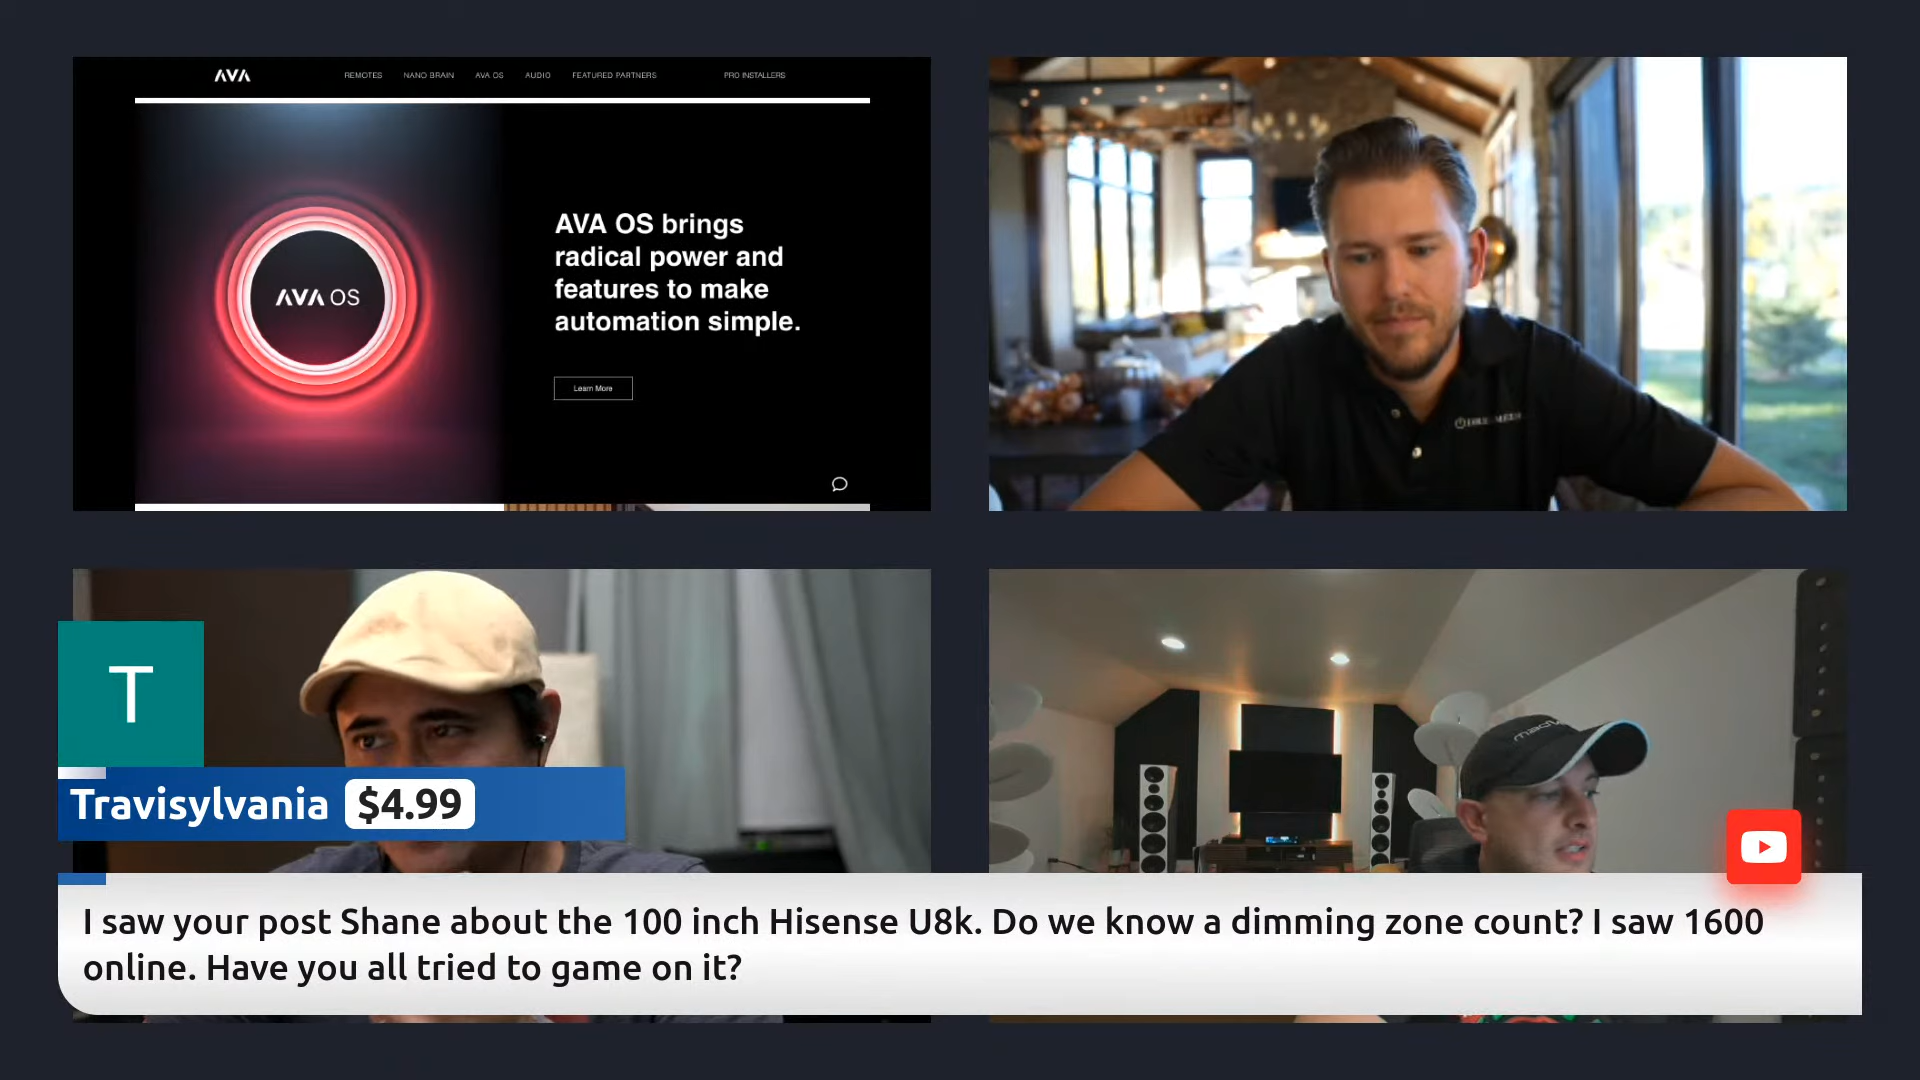 AVA
REMOTES NANO BRAIN AVA OS AUDIO FEATURED PARTNERS PRO INSTALLERS
AVA OS
AVA OS brings
radical power and
features to make
automation simple.
Learn More
T
Travisylvania $4.99
I saw your post Shane about the 100 inch Hisense U8k. Do we know a dimming zone count? I saw 1600
online. Have you all tried to game on it?